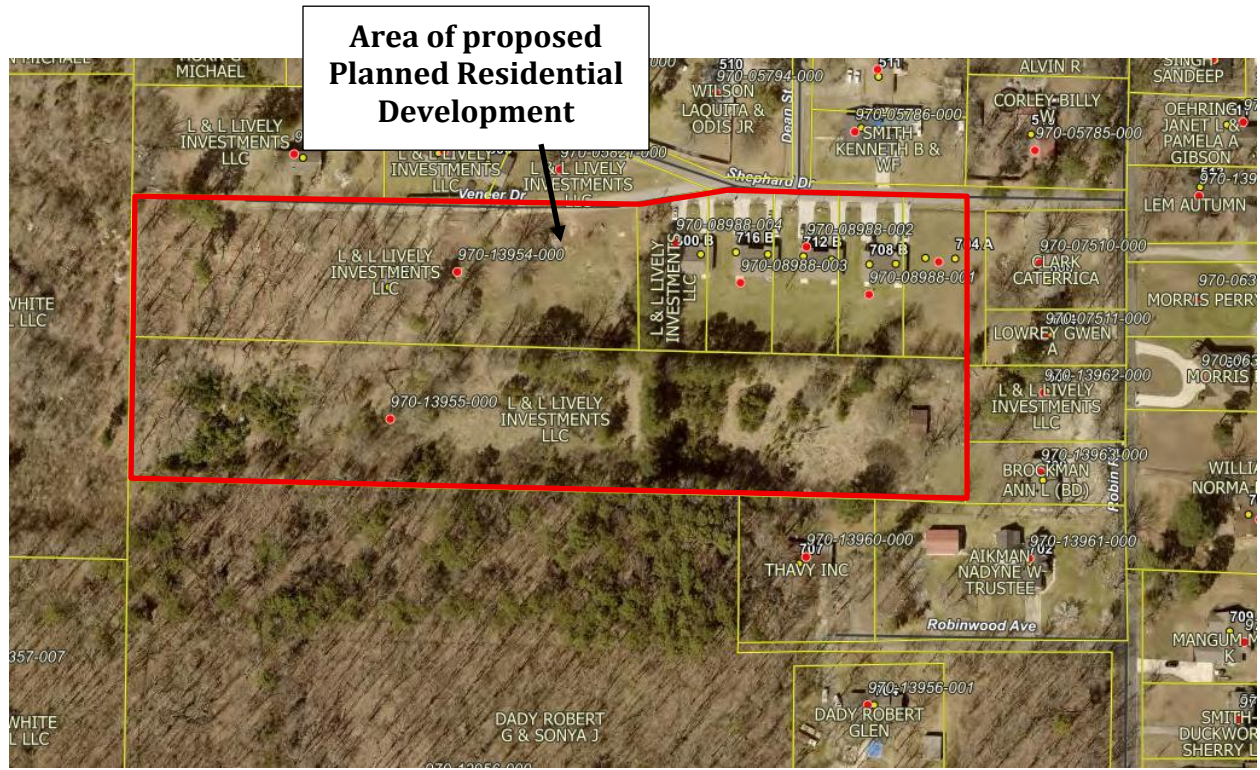 Area of proposed
Planned Residential
Development
MICHAEL
MICHAEL
510
970-05794-000
WILSON
LAQUITA &
ODIS JR
Dean St
511
970-05786-000
SMITH
KENNETH B &
WF
ALVIN R
CORLEY BILLY
W
970-05785-000
SINGH
SANDEEP
OEHRING
JANET L &
PAMELA A
GIBSON
LEM AUTUMN
L & L LIVELY
INVESTMENTS
LLC
L & L LIVELY
INVESTMENTS
LLC
970-05821-000
L & L LIVELY
INVESTMENTS
LLC
Veneer Dr
Shephard Dr
L & L LIVELY
INVESTMENTS
LLC
970-13954-000
L & L LIVELY
INVESTMENTS
LLC
970-08988-004
800 B
716 B
970-08988-003
970-08988-002
712 B
708 B
970-08988-001
704 A
970-07510-000
CLARK
CATERRICA
970-07511-000
LOWREY GWEN
A
970-13962-000
L & L LIVELY
INVESTMENTS
LLC
970-13963-000
BROCKMAN
ANN L (BD)
MORRIS PERRY
970-063
MORRIS
WHITE
L LLC
970-13955-000
L & L LIVELY
INVESTMENTS
LLC
970-13960-000
707
THAVY INC
970-13961-000
702
AIKMAN
NADYNE W
TRUSTEE
Robinwood Ave
WILLIA
NORMA
709
MANGUM M
K
357-007
WHITE
L LLC
DADY ROBERT
G & SONYA J
970-13956-001
DADY ROBERT
GLEN
SMITH-
DUCKWOR
SHERRY L